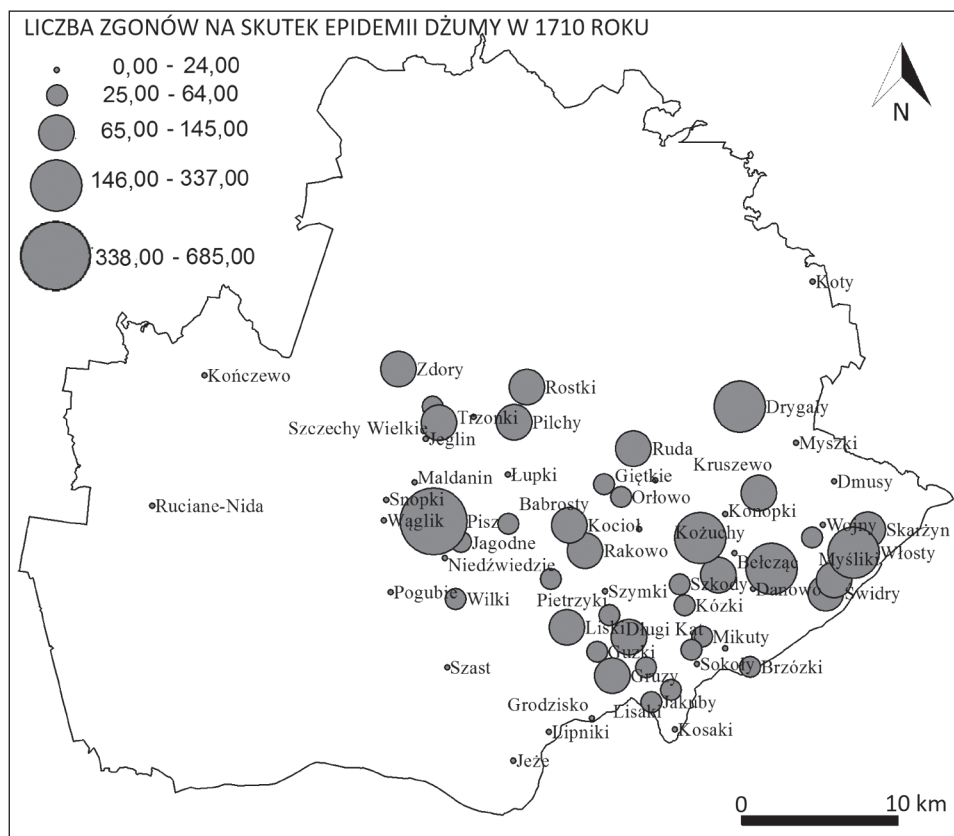 LICZBA ZGONÓW NA SKUTEK EPIDEMII DŻUMY W 1710 ROKU
0,00 - 24,00
25,00 - 64,00
65,00 - 145,00
146,00 - 337,00
338,00 - 685,00
N
Koty
Kończewo
Zdory
Rostki
Drygały
Trzonki
Pilchy
Szczechy Wielkie
Jeglin
Myszki
Ruda
Kruszewo
Maldanin
Łupki
Giętkie
Dmusy
Snopki
Orłowo
Ruciane-Nida
Babrosty
Konopki
Wąglik
Pisz
Kocioł
Kożuchy
Wojny
Skarżyn
Jagodne
Rakowo
Włosty
Niedźwiedzie
Bełcząc
Myśliki
Pogubie
Wilki
Pietrzyki
Szymki
Szkody
Danowo
Świdry
Kózki
Liski
Długi Kąt
Mikuty
Guzki
Szast
Sokoły
Brzózki
Gruzy
Grodzisko
Lisaki
Jakuby
Lipniki
Kosaki
Jeże
0
10 km